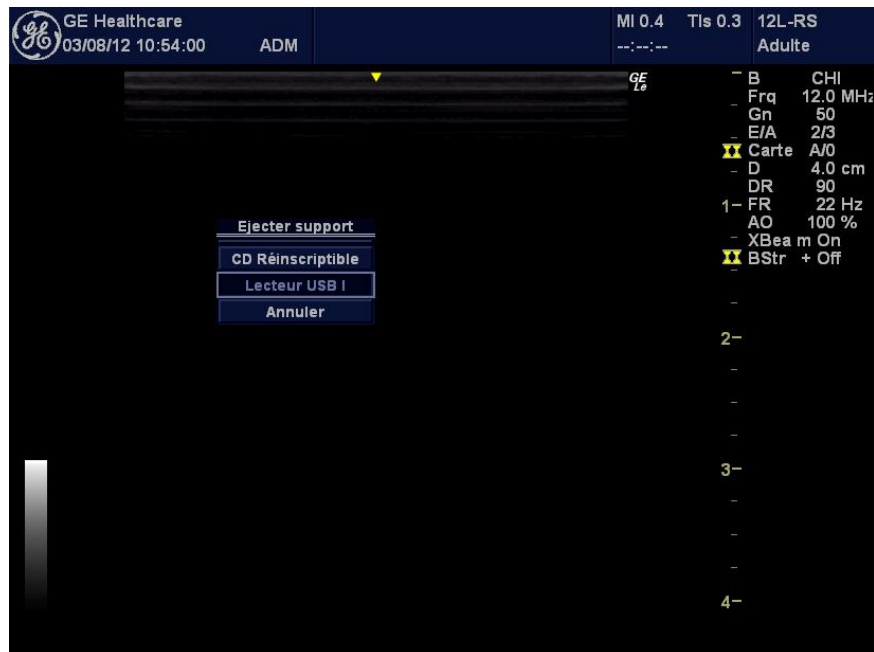 GE Healthcare
03/08/12 10:54:00 ADM
MI 0.4 TIs 0.3 12L-RS
--:--:-- Adulte
GE
Le
B CHI
Frq 12.0 MHz
Gn 50
E/A 2/3
Carte A/0
D 4.0 cm
DR 90
FR 22 Hz
AO 100 %
XBea m On
BStr + Off
1
2
3
4
Ejecter support
CD Réinscriptible
Lecteur USB I
Annuler